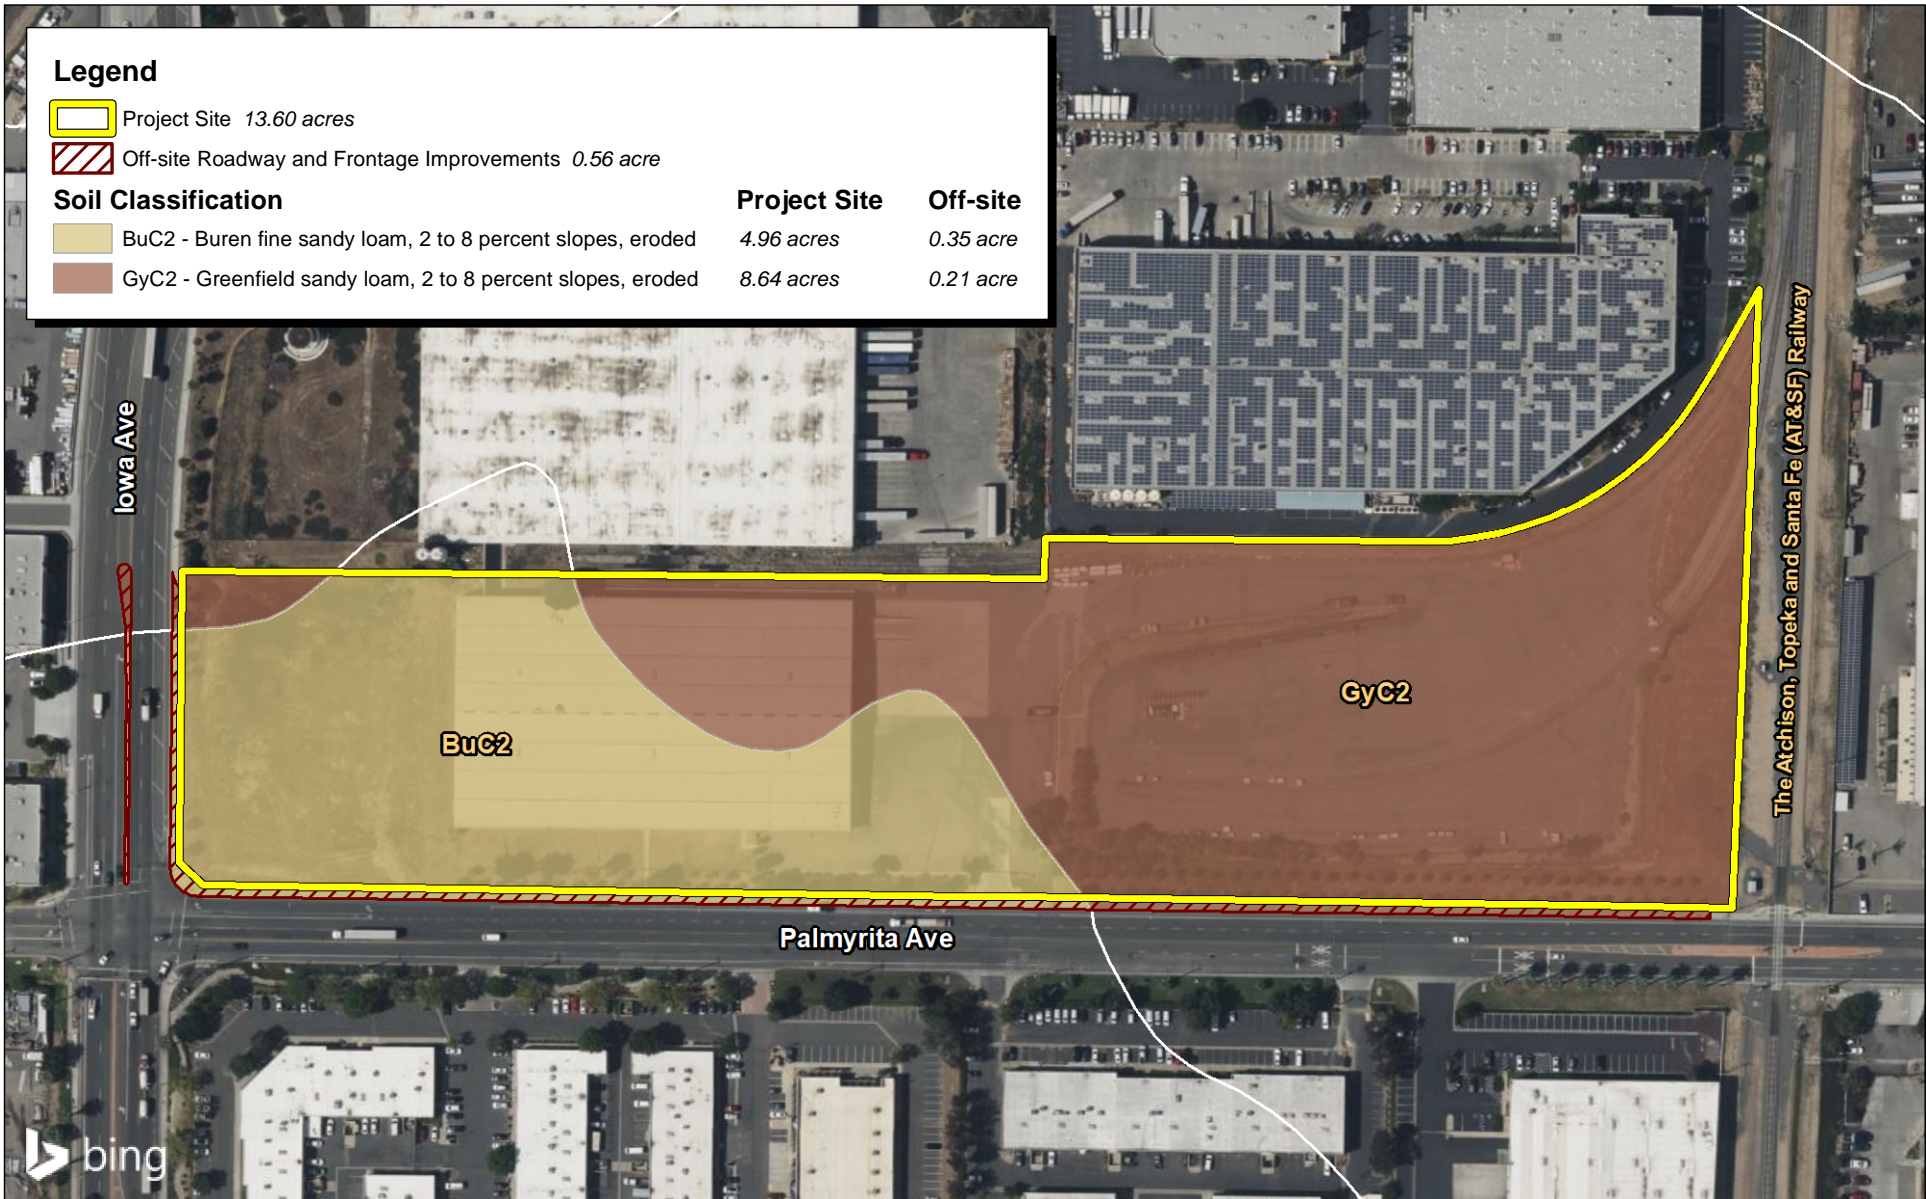 Legend
Project Site 13.60 acres
Off-site Roadway and Frontage Improvements 0.56 acre
Soil Classification Project Site Off-site
BuC2 - Buren fine sandy loam, 2 to 8 percent slopes, eroded 4.96 acres 0.35 acre
GyC2 - Greenfield sandy loam, 2 to 8 percent slopes, eroded 8.64 acres 0.21 acre
Iowa Ave
The Atchison, Topeka and Santa Fe (AT&SF) Railway
GyC2
BuC2
Palmyrita Ave
bing